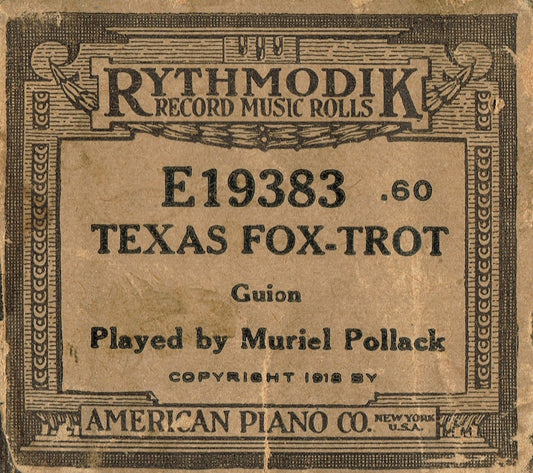 RYTHMODIK
RECORD MUSIC ROLLS
E19383 .60
TEXAS FOX-TROT
Guion
Played by Muriel Pollack
COPYRIGHT 1918 BY
AMERICAN PIANO CO. NEW YORK
U.S.A.